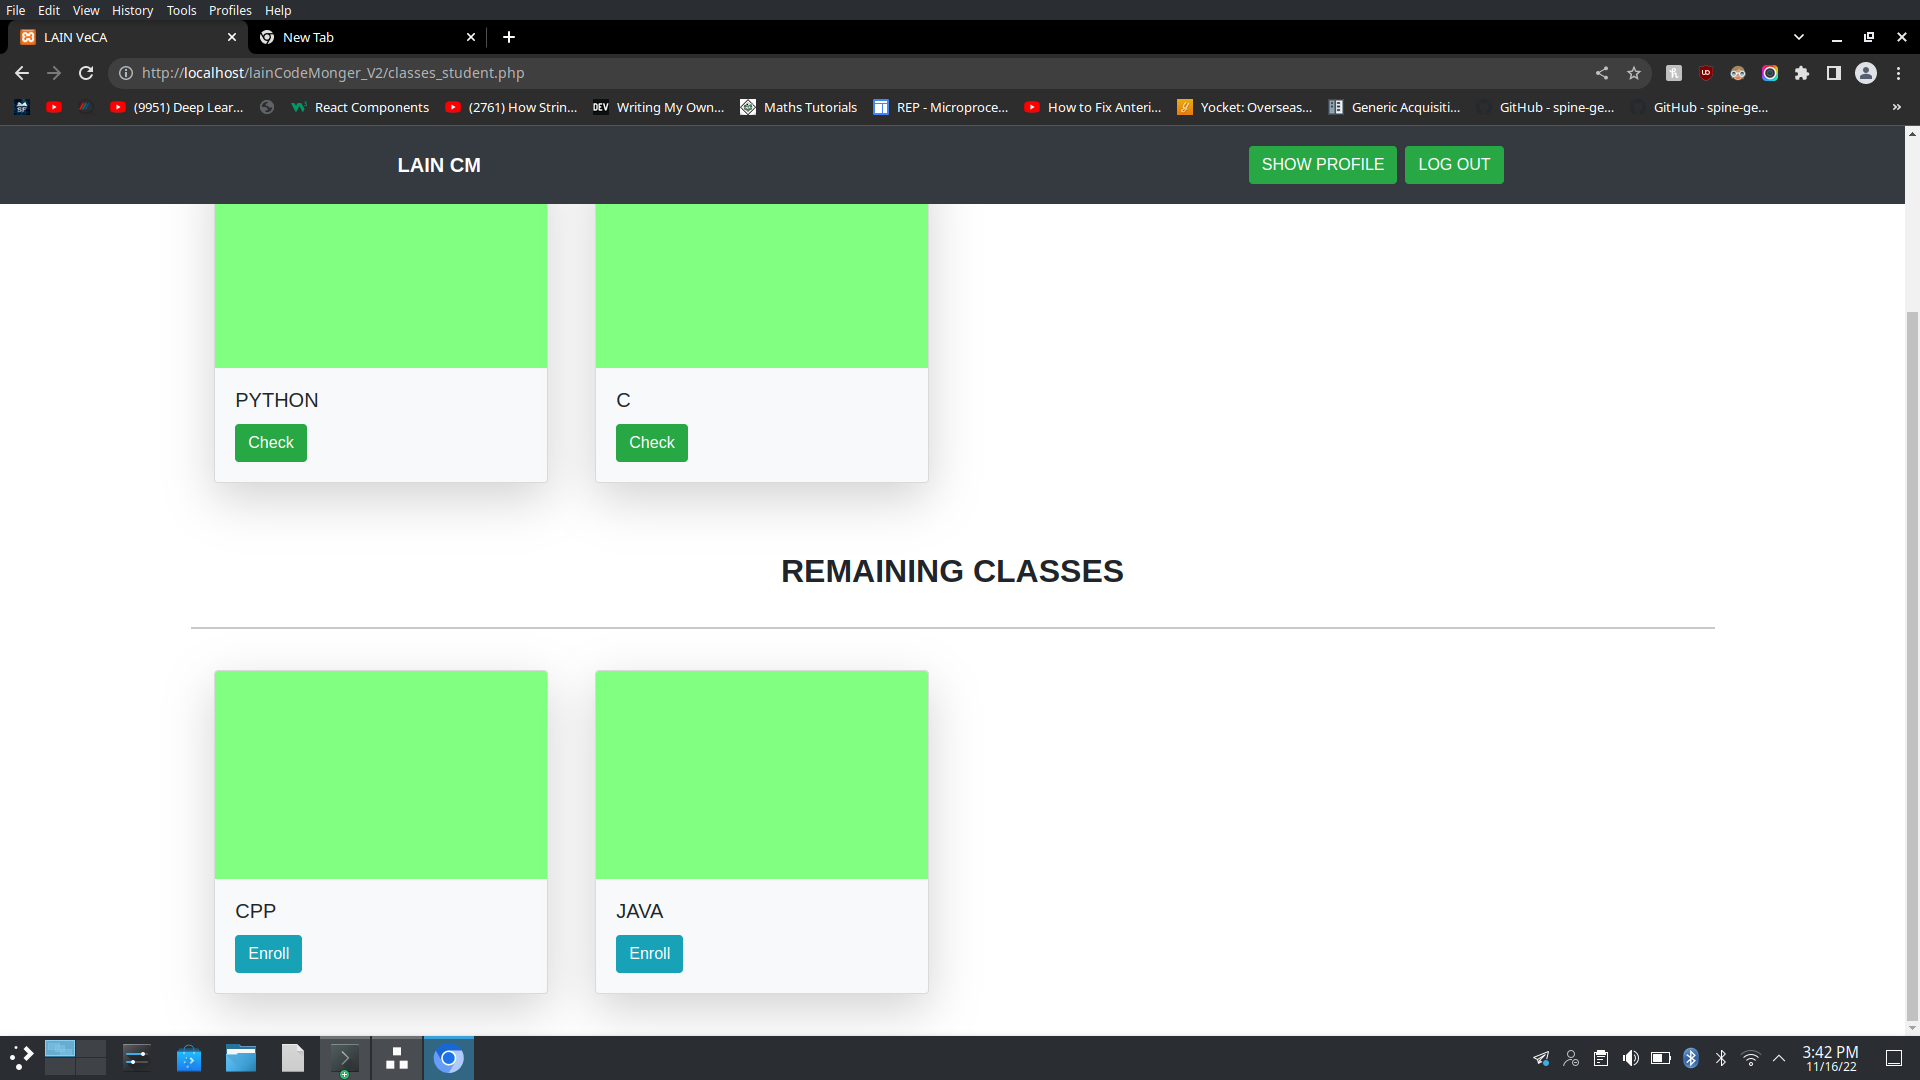 File Edit View History Tools Profiles Help
LAIN VeCA New Tab
http://localhost/lainCodeMonger_V2/classes_student.php
(9951) Deep Lear... React Components (2761) How Strin... DEV Writing My Own... Maths Tutorials REP - Microproce... How to Fix Anteri... Yocket: Overseas... Generic Acquisiti... GitHub - spine-ge... GitHub - spine-ge...
LAIN CM SHOW PROFILE LOG OUT
PYTHON C
Check Check
REMAINING CLASSES
CPP JAVA
Enroll Enroll
3:42 PM
11/16/22